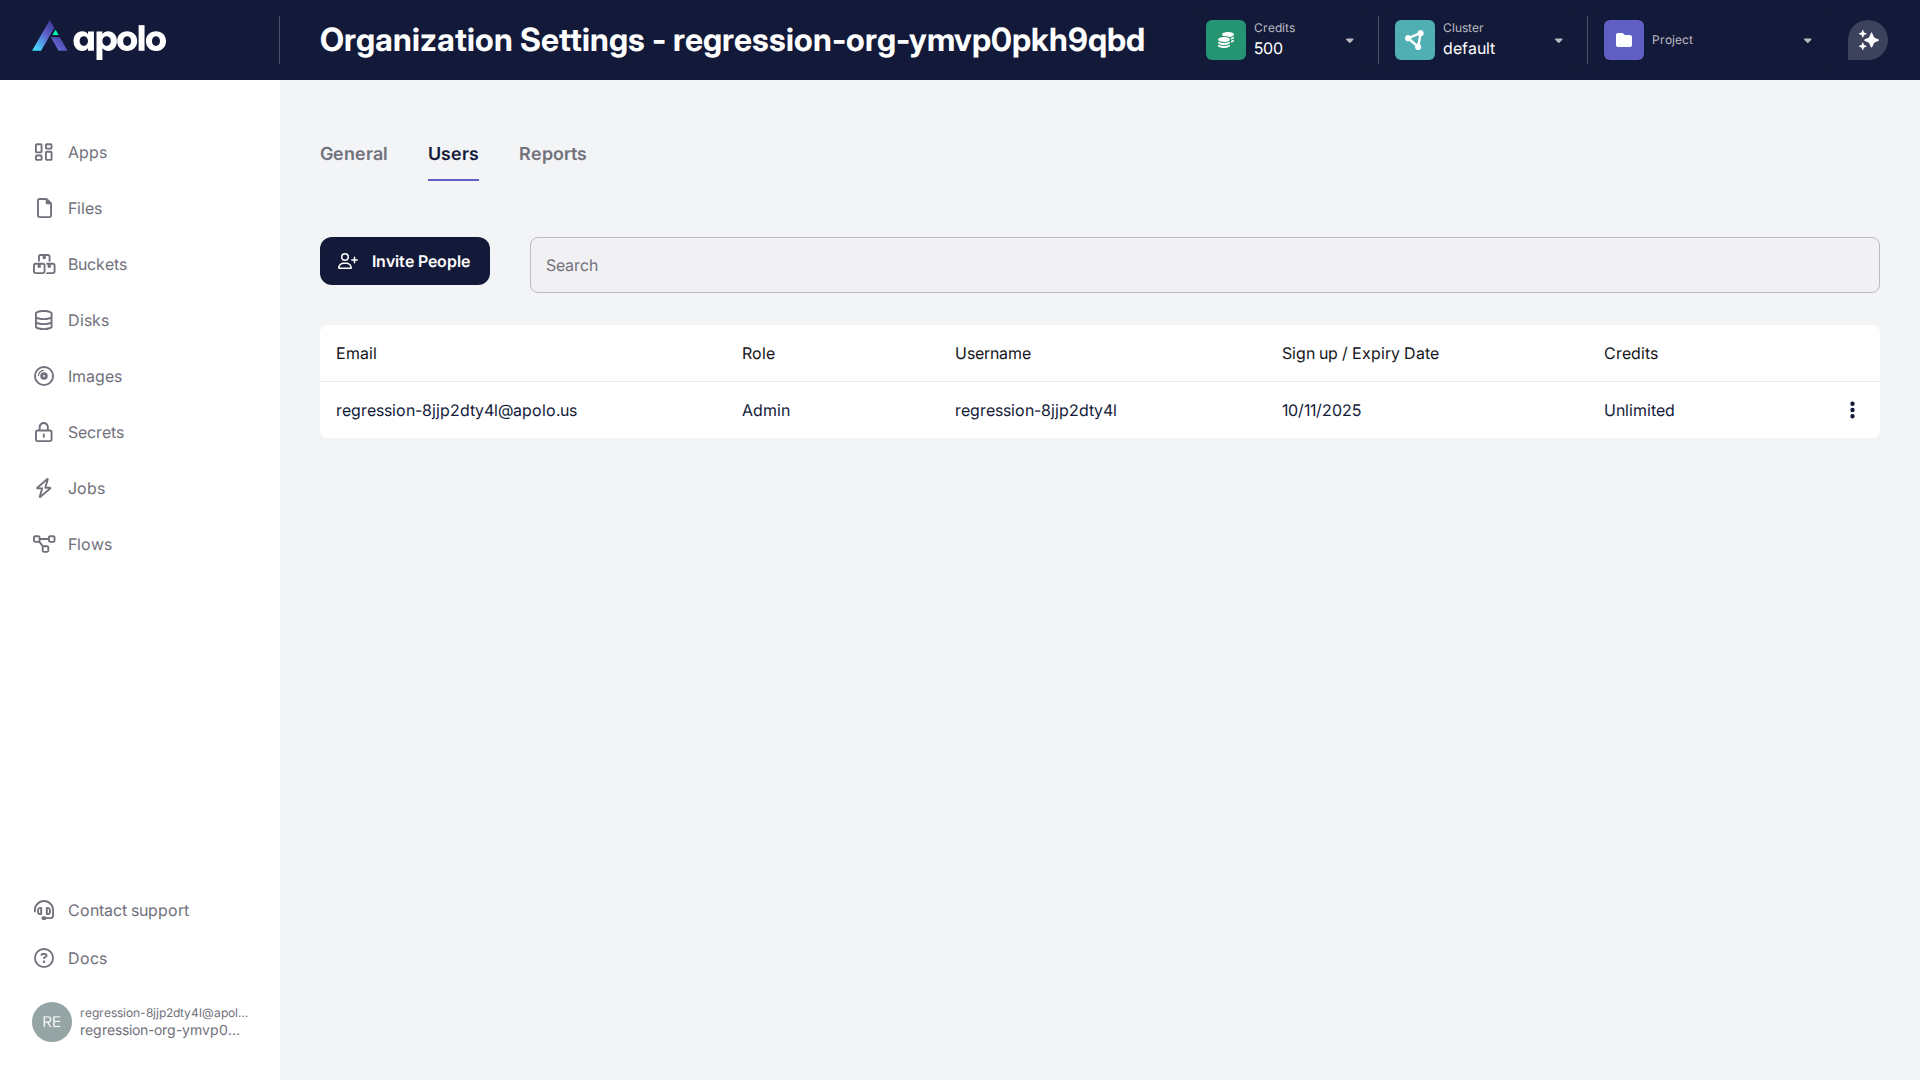 apolo
Organization Settings - regression-org-ymvp0pkh9qbd
Credits
500
Cluster
default
Project
Apps
Files
Buckets
Disks
Images
Secrets
Jobs
Flows
General
Users
Reports
Invite People
Search
Email
Role
Username
Sign up / Expiry Date
Credits
regression-8jjp2dty4l@apolo.us
Admin
regression-8jjp2dty4l
10/11/2025
Unlimited
Contact support
Docs
RE
regression-8jjp2dty4l@apol...
regression-org-ymvp0...